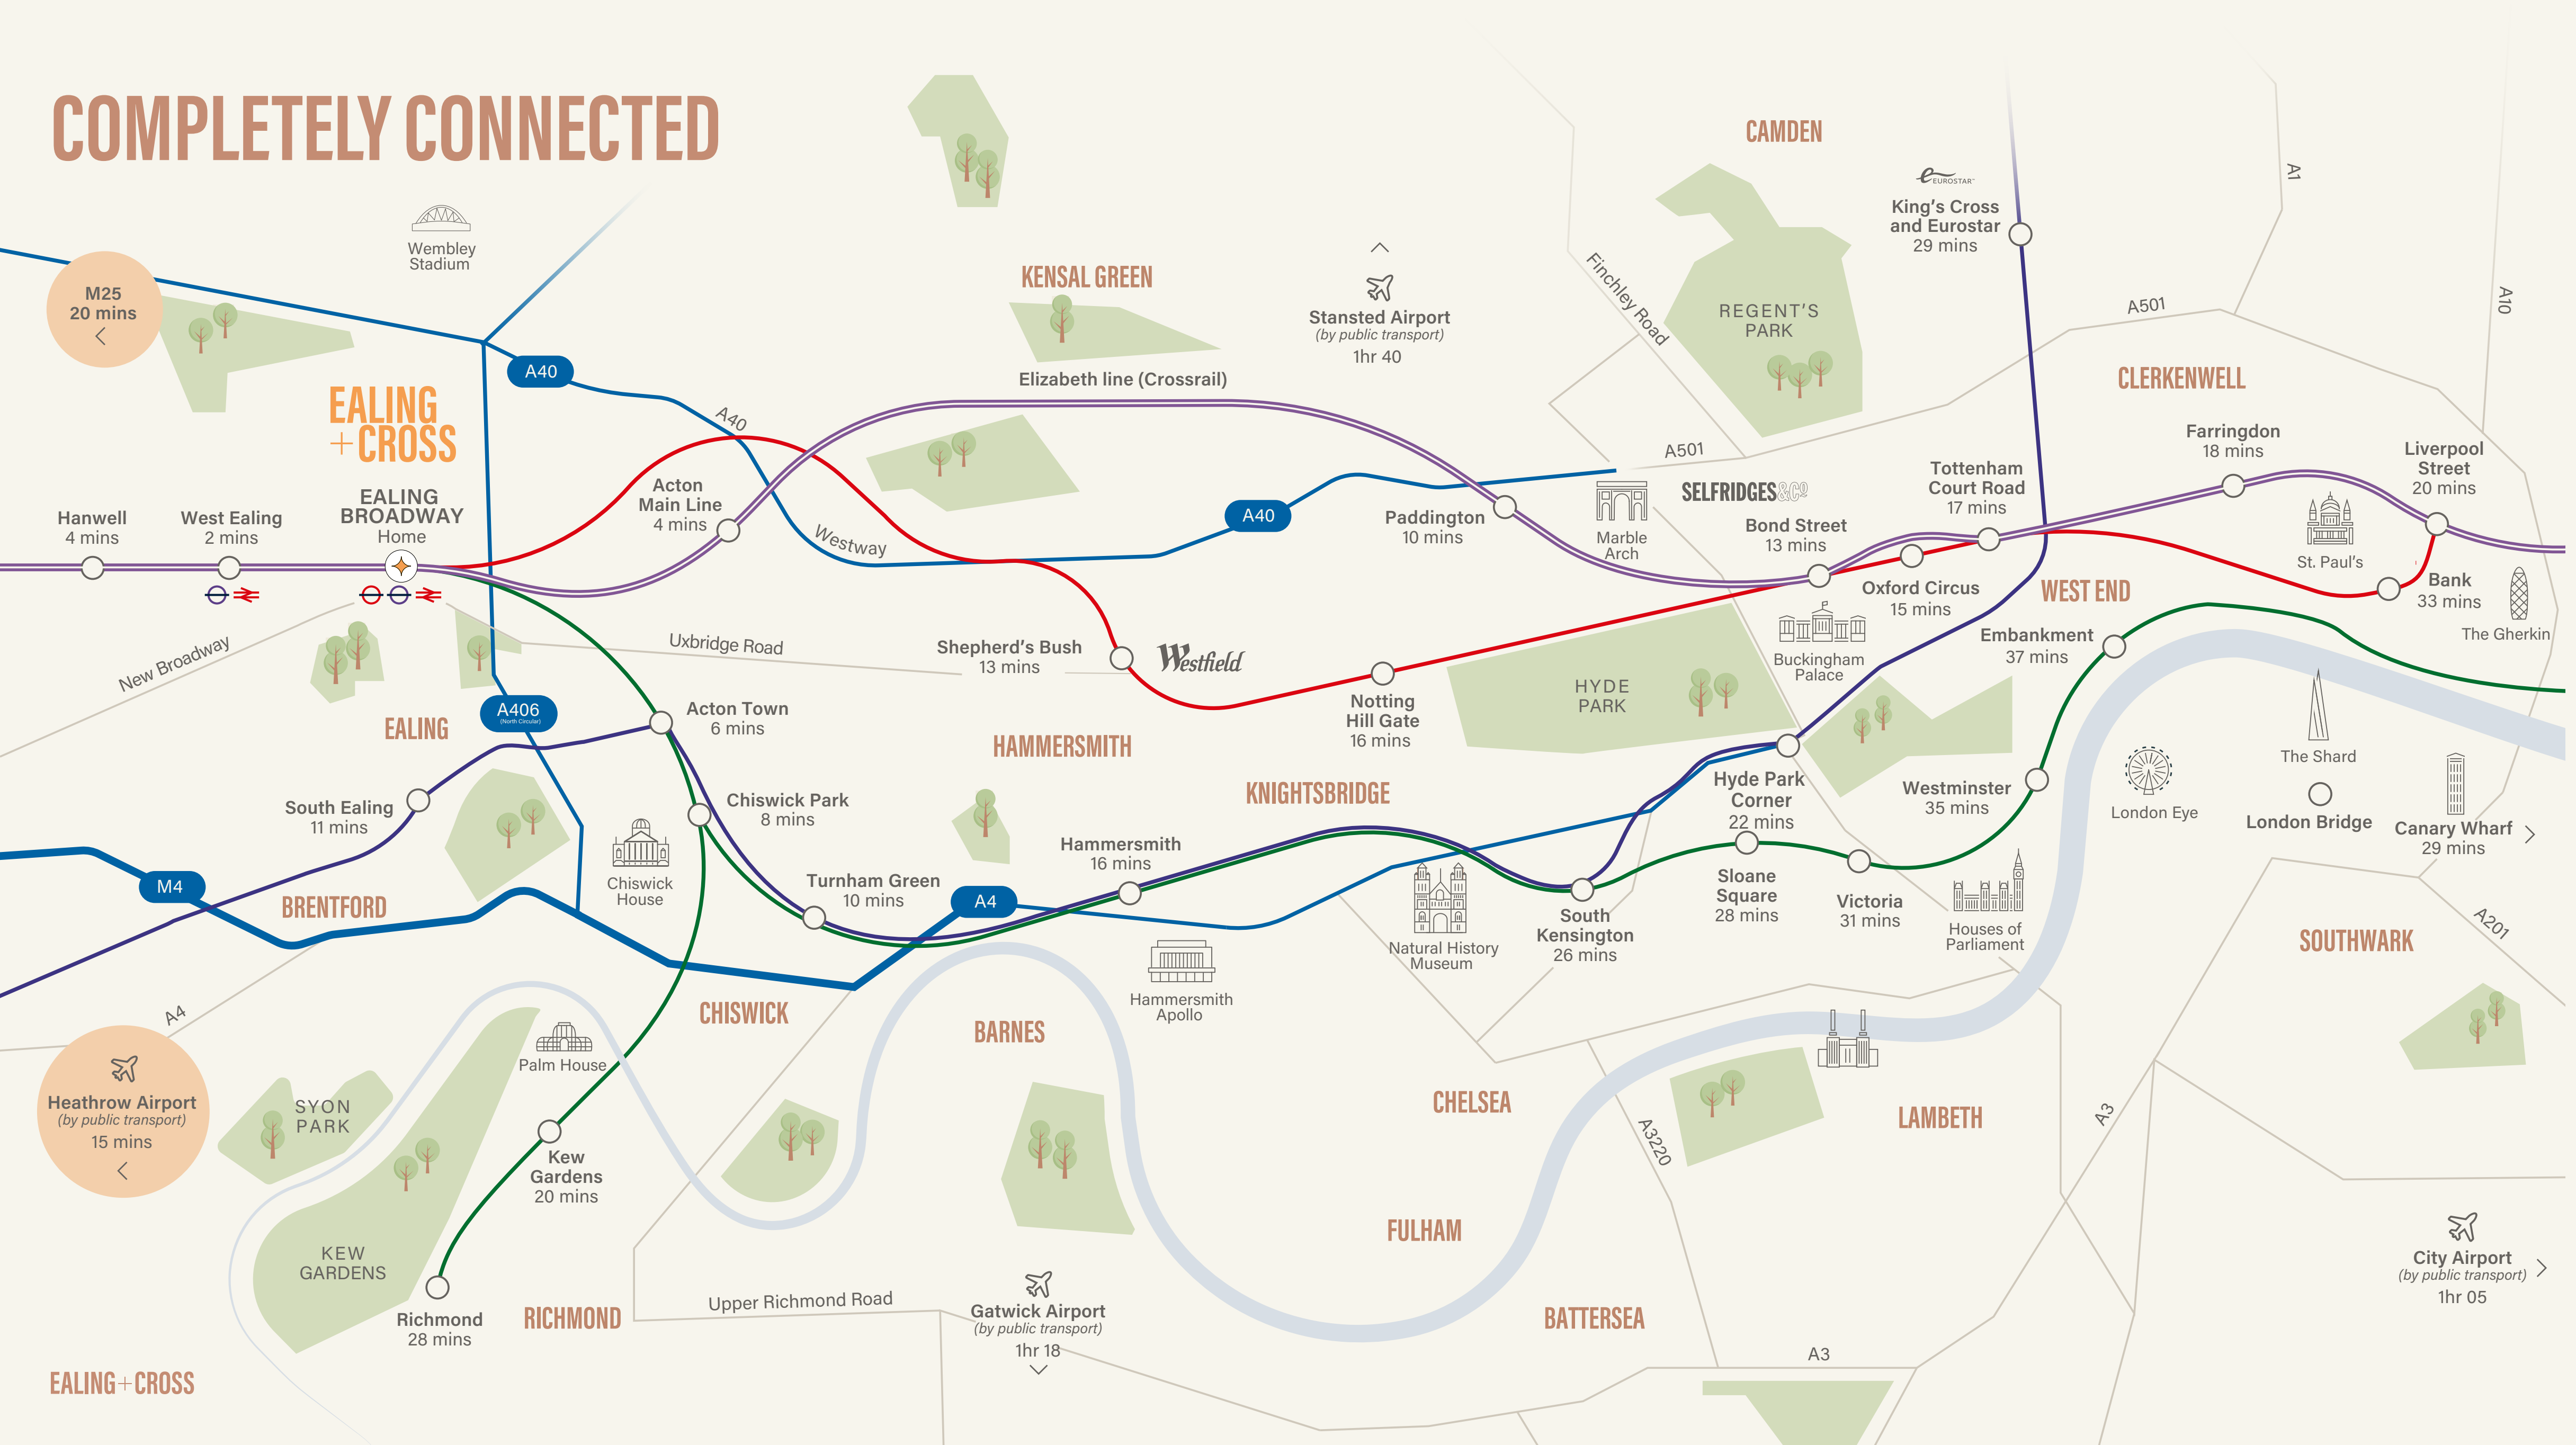 COMPLETELY CONNECTED
Wembley
Stadium
M25
20 mins
A40
EALING
+CROSS
A40
KENSAL GREEN
Elizabeth line (Crossrail)
Stansted Airport
(by public transport)
1hr 40
CAMDEN
eurostar™
King's Cross
and Eurostar
29 mins
Finchley Road
REGENT'S
PARK
A501
A1
A10
CLERKENWELL
Hanwell
4 mins
West Ealing
2 mins
EALING
BROADWAY
Home
Acton
Main Line
4 mins
Westway
A40
Paddington
10 mins
A501
Marble
Arch
SELFRIDGES&CO
Bond Street
13 mins
Tottenham
Court Road
17 mins
Oxford Circus
15 mins
Farringdon
18 mins
Liverpool
Street
20 mins
St. Paul's
Bank
33 mins
The Gherkin
WEST END
New Broadway
Uxbridge Road
Shepherd's Bush
13 mins
Westfield
Notting
Hill Gate
16 mins
HYDE
PARK
Buckingham
Palace
Embankment
37 mins
A406
(North Circular)
EALING
Acton Town
6 mins
HAMMERSMITH
KNIGHTSBRIDGE
South Ealing
11 mins
Chiswick Park
8 mins
Hyde Park
Corner
22 mins
Westminster
35 mins
London Eye
The Shard
London Bridge
Canary Wharf
29 mins
M4
BRENTFORD
Chiswick
House
Turnham Green
10 mins
A4
Hammersmith
16 mins
Hammersmith
Apollo
Natural History
Museum
South
Kensington
26 mins
Sloane
Square
28 mins
Victoria
31 mins
Houses of
Parliament
SOUTHWARK
A201
A4
Heathrow Airport
(by public transport)
15 mins
SYON
PARK
Palm House
CHISWICK
BARNES
CHELSEA
A3220
LAMBETH
A3
Kew
Gardens
20 mins
KEW
GARDENS
Richmond
28 mins
RICHMOND
Upper Richmond Road
Gatwick Airport
(by public transport)
1hr 18
FULHAM
BATTERSEA
A3
City Airport
(by public transport)
1hr 05
EALING+CROSS